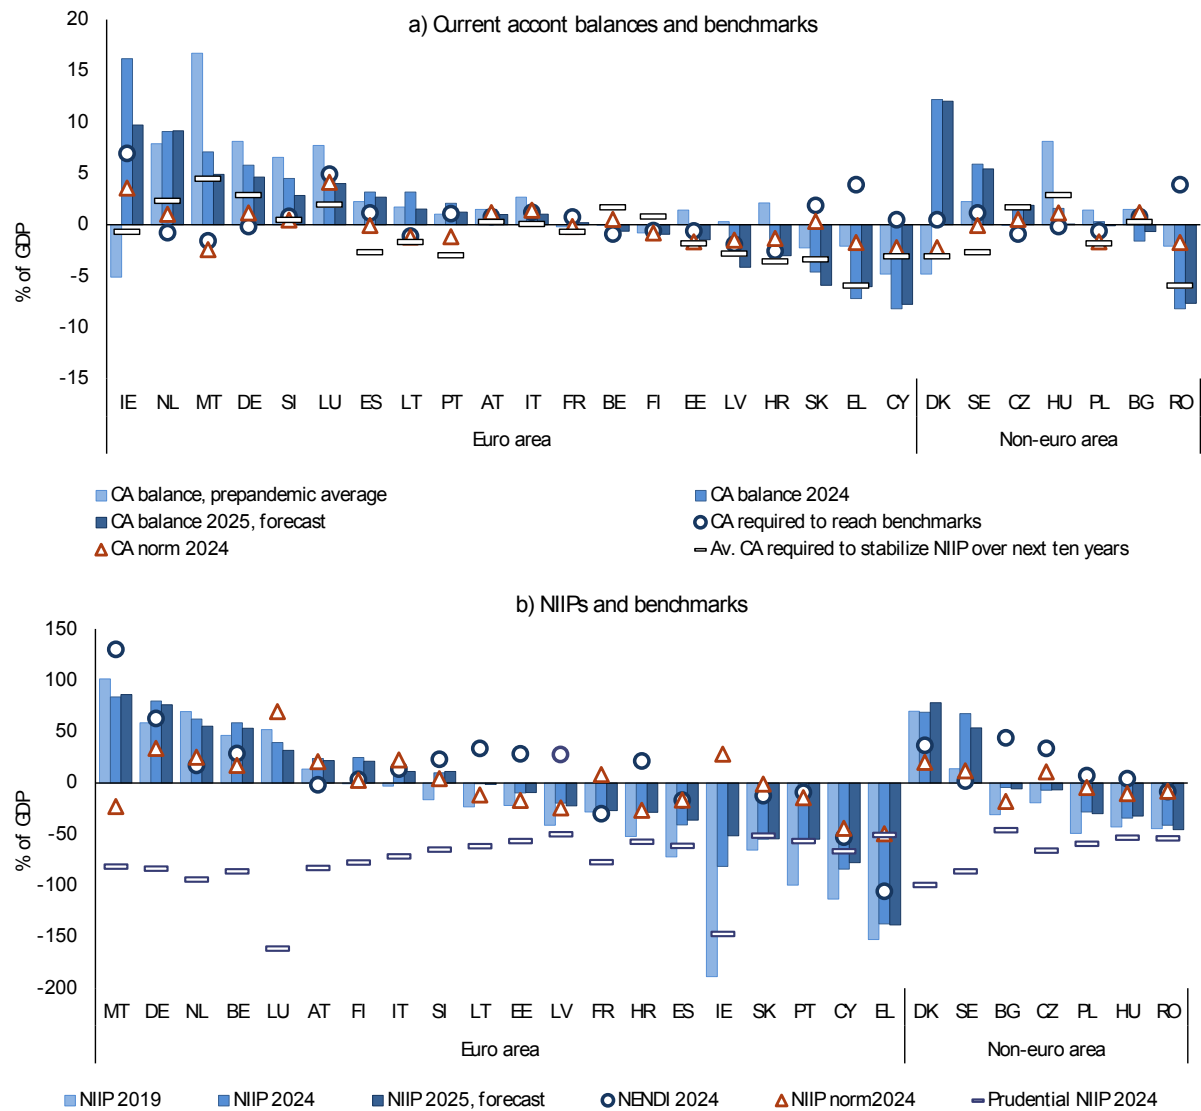 a) Current accont balances and benchmarks
20
15
10
5
0
-5
-10
-15
% of GDP
IE NL MT DE SI LU ES LT PT AT IT FR BE FI EE LV HR SK EL CY DK SE CZ HU PL BG RO
Euro area Non-euro area
CA balance, prepandemic average CA balance 2024
CA balance 2025, forecast CA required to reach benchmarks
CA norm 2024 Av. CA required to stabilize NIIP over next ten years
b) NIIPs and benchmarks
150
100
50
0
-50
-100
-150
-200
% of GDP
MT DE NL BE LU AT FI IT SI LT EE LV FR HR ES IE SK PT CY EL DK SE BG CZ PL HU RO
Euro area Non-euro area
NIIP 2019 NIIP 2024 NIIP 2025, forecast NENDI 2024 NIIP norm2024 Prudential NIIP 2024